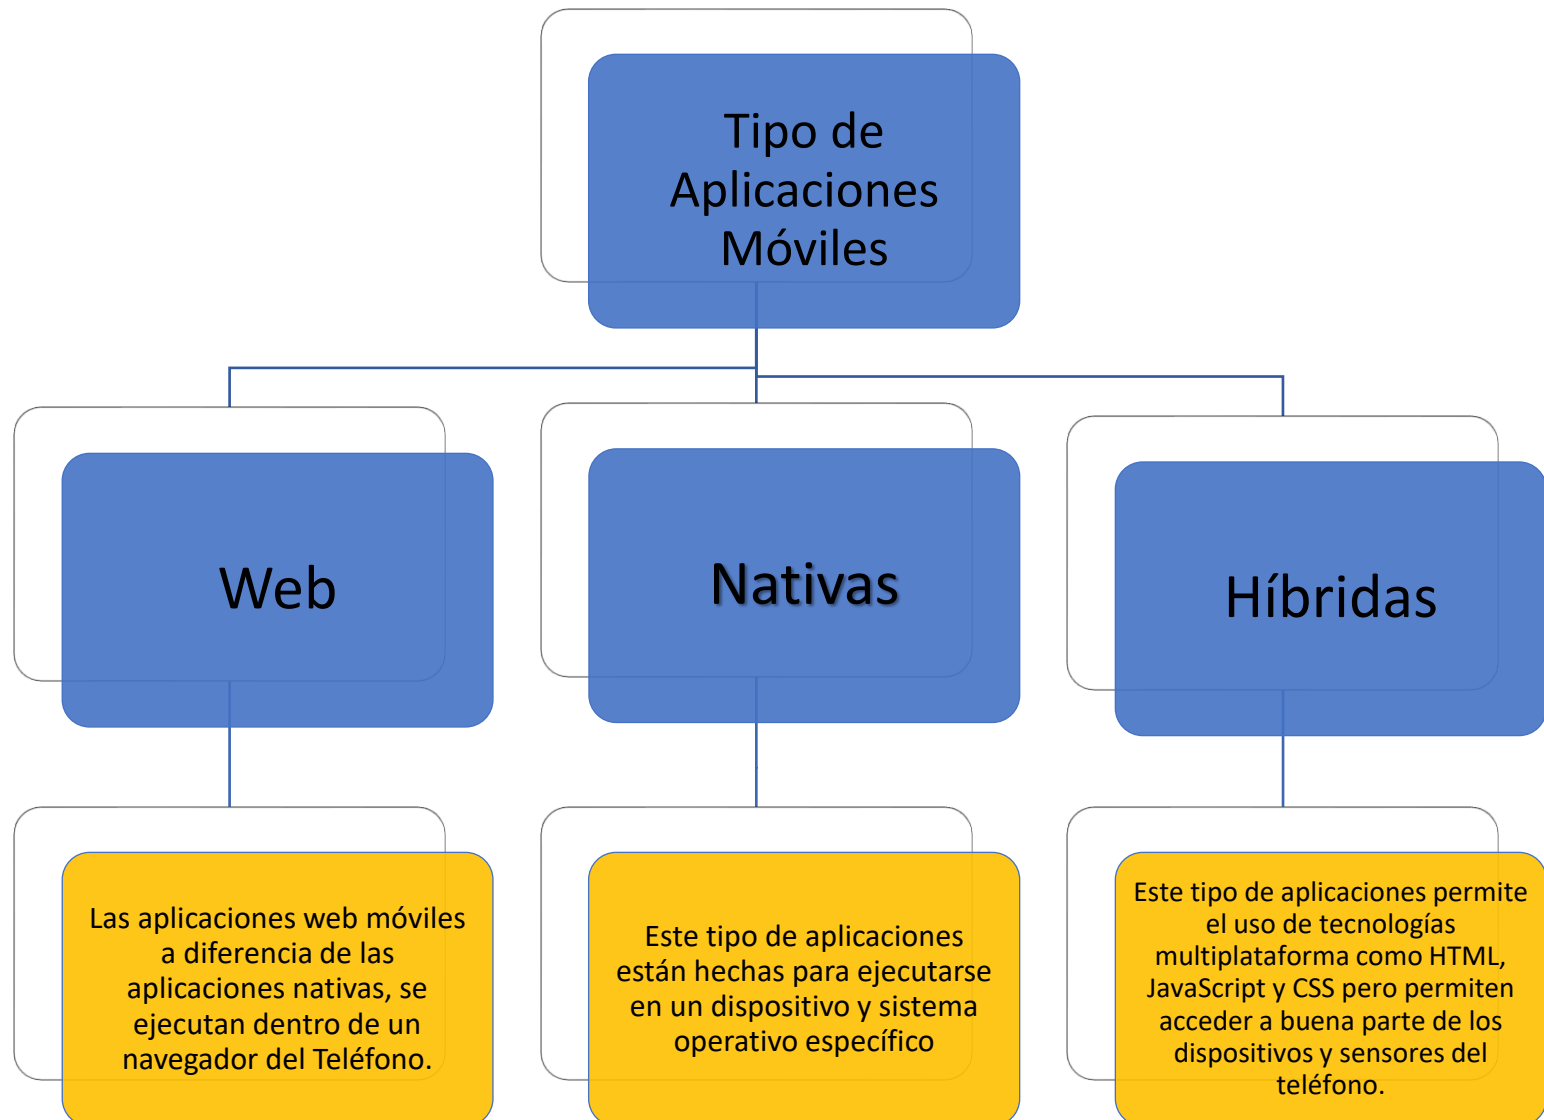 Tipo de
Aplicaciones
Móviles
Web
Nativas
Híbridas
Las aplicaciones web móviles
a diferencia de las
aplicaciones nativas, se
ejecutan dentro de un
navegador del Teléfono.
Este tipo de aplicaciones
están hechas para ejecutarse
en un dispositivo y sistema
operativo específico
Este tipo de aplicaciones permite
el uso de tecnologías
multiplataforma como HTML,
JavaScript y CSS pero permiten
acceder a buena parte de los
dispositivos y sensores del
teléfono.